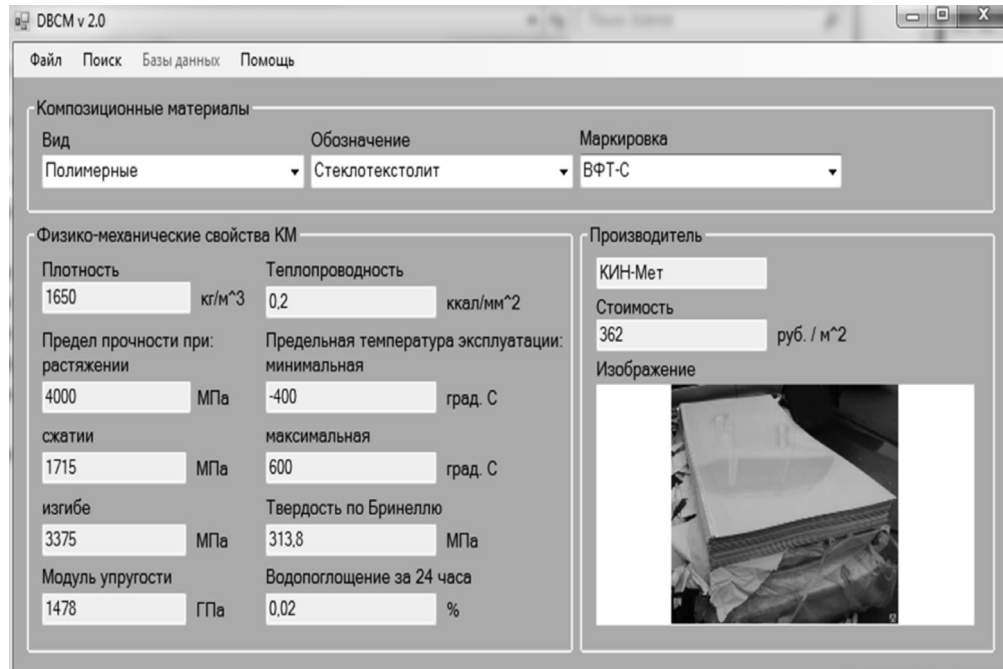 DBCM v 2.0
Файл Поиск Базы данных Помощь
Композиционные материалы
Вид Обозначение Маркировка
Полимерные Стеклотекстолит ВФТ-С
Физико-механические свойства КМ
Плотность Теплопроводность
1650 кг/м^3 0,2 ккал/мм^2
Предел прочности при: Предельная температура эксплуатации:
растяжении минимальная
4000 МПа -400 град. С
сжатии максимальная
1715 МПа 600 град. С
изгибе Твердость по Бринеллю
3375 МПа 313,8 МПа
Модуль упругости Водопоглощение за 24 часа
1478 ГПа 0,02 %
Производитель
КИН-Мет
Стоимость
362 руб. / м^2
Изображение